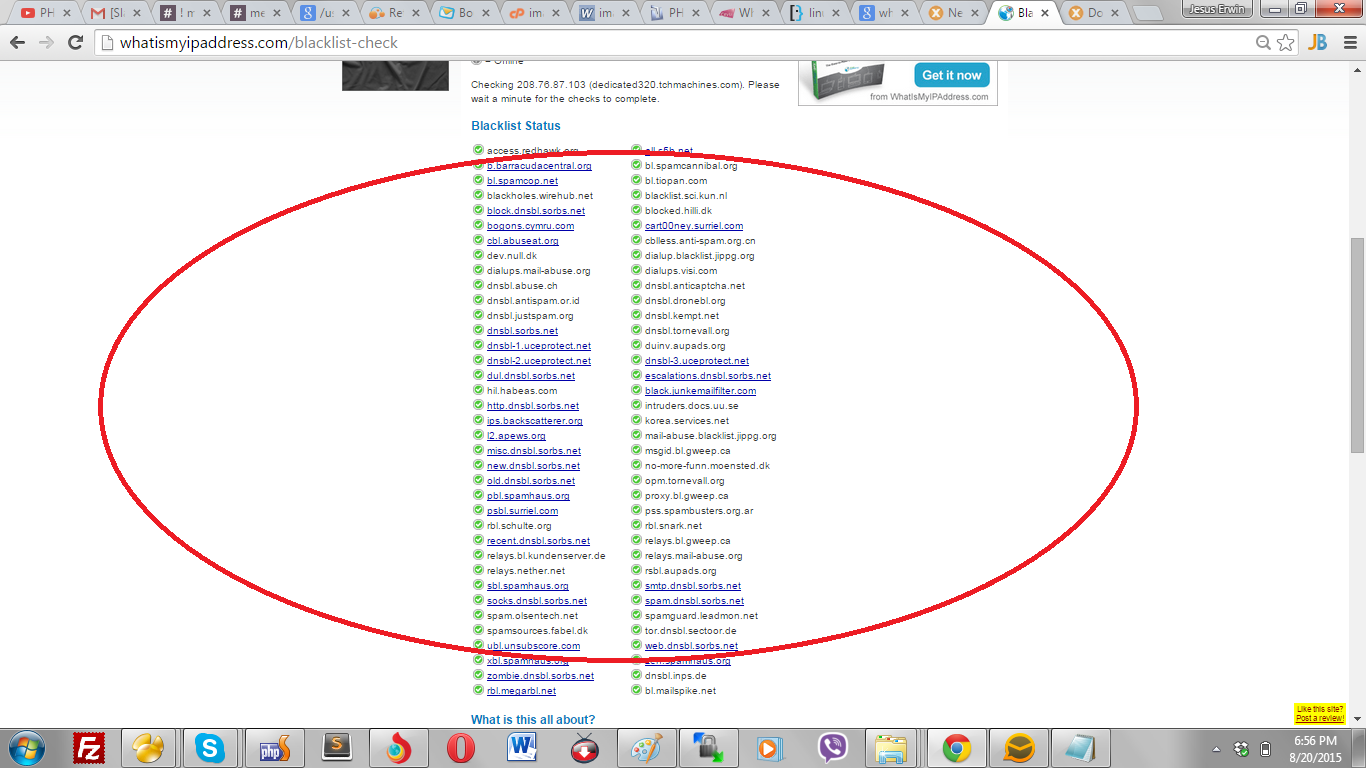 PH
[Sla
! m
me
/us
Re
Bo
im
im
PH
Wh
lin
wh
Ne
Bla
Do
Jesus Erwin
whatismyipaddress.com/blacklist-check
Checking 208.76.87.103 (dedicated320.tchmachines.com). Please
wait a minute for the checks to complete.
Get it now
from WhatIsMyIPAddress.com
Blacklist Status
access.redhawk.org
all.s5h.net
b.barracudacentral.org
bl.spamcannibal.org
bl.spamcop.net
bl.tiopan.com
blackholes.wirehub.net
blacklist.sci.kun.nl
block.dnsbl.sorbs.net
blocked.hilli.dk
bogons.cymru.com
cart00ney.surriel.com
cbl.abuseat.org
cblless.anti-spam.org.cn
dev.null.dk
dialup.blacklist.jippg.org
dialups.mail-abuse.org
dialups.visi.com
dnsbl.abuse.ch
dnsbl.anticaptcha.net
dnsbl.antispam.or.id
dnsbl.dronebl.org
dnsbl.justspam.org
dnsbl.kempt.net
dnsbl.sorbs.net
dnsbl.tornevall.org
dnsbl-1.uceprotect.net
duinv.aupads.org
dnsbl-2.uceprotect.net
dnsbl-3.uceprotect.net
dul.dnsbl.sorbs.net
escalations.dnsbl.sorbs.net
hil.habeas.com
black.junkemailfilter.com
http.dnsbl.sorbs.net
intruders.docs.uu.se
ips.backscatterer.org
korea.services.net
l2.apews.org
mail-abuse.blacklist.jippg.org
misc.dnsbl.sorbs.net
msgid.bl.gweep.ca
new.dnsbl.sorbs.net
no-more-funn.moensted.dk
old.dnsbl.sorbs.net
opm.tornevall.org
pbl.spamhaus.org
proxy.bl.gweep.ca
psbl.surriel.com
pss.spambusters.org.ar
rbl.schulte.org
rbl.snark.net
recent.dnsbl.sorbs.net
relays.bl.gweep.ca
relays.bl.kundenserver.de
relays.mail-abuse.org
relays.nether.net
rsbl.aupads.org
sbl.spamhaus.org
smtp.dnsbl.sorbs.net
socks.dnsbl.sorbs.net
spam.dnsbl.sorbs.net
spam.olsentech.net
spamguard.leadmon.net
spamsources.fabel.dk
tor.dnsbl.sectoor.de
ubl.unsubscore.com
web.dnsbl.sorbs.net
xbl.spamhaus.org
zen.spamhaus.org
zombie.dnsbl.sorbs.net
dnsbl.inps.de
rbl.megarbl.net
bl.mailspike.net
What is this all about?
Like this site?
Post a review!
6:56 PM
8/20/2015